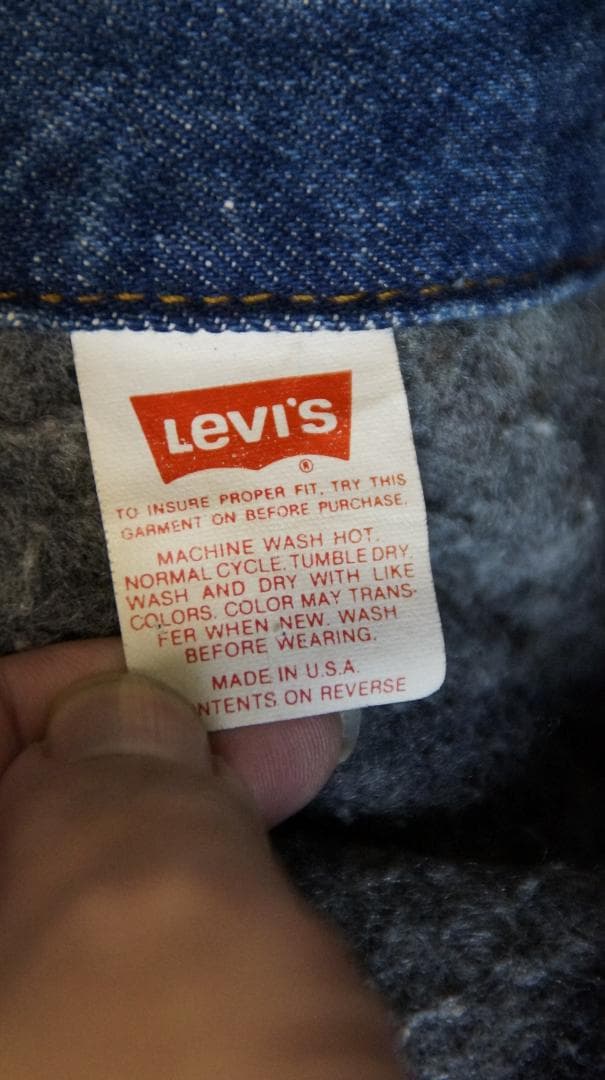 Levi's
®
TO INSURE PROPER FIT, TRY THIS
GARMENT ON BEFORE PURCHASE.
MACHINE WASH HOT.
NORMAL CYCLE. TUMBLE DRY.
WASH AND DRY WITH LIKE
COLORS. COLOR MAY TRANS-
FER WHEN NEW. WASH
BEFORE WEARING.
MADE IN U.S.A.
NTENTS ON REVERSE